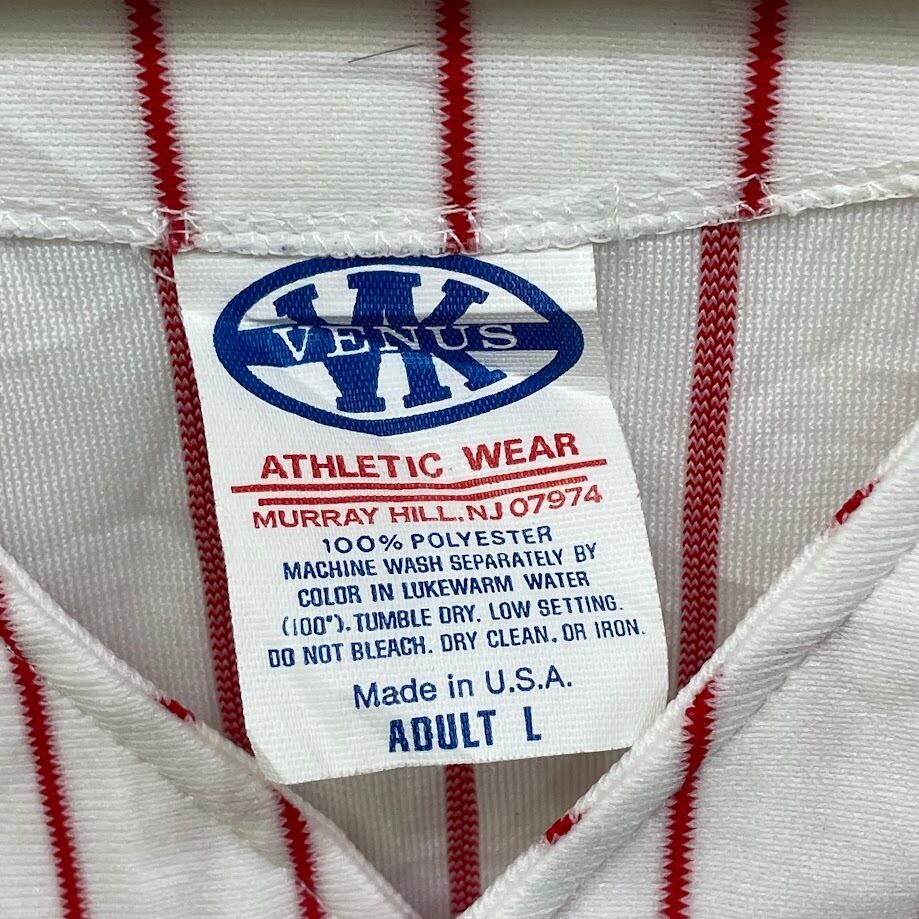 VK
VENUS
ATHLETIC WEAR
MURRAY HILL, NJ 07974
100% POLYESTER
MACHINE WASH SEPARATELY BY
COLOR IN LUKEWARM WATER
(100°). TUMBLE DRY. LOW SETTING.
DO NOT BLEACH. DRY CLEAN. OR IRON.
Made in U.S.A.
ADULT L